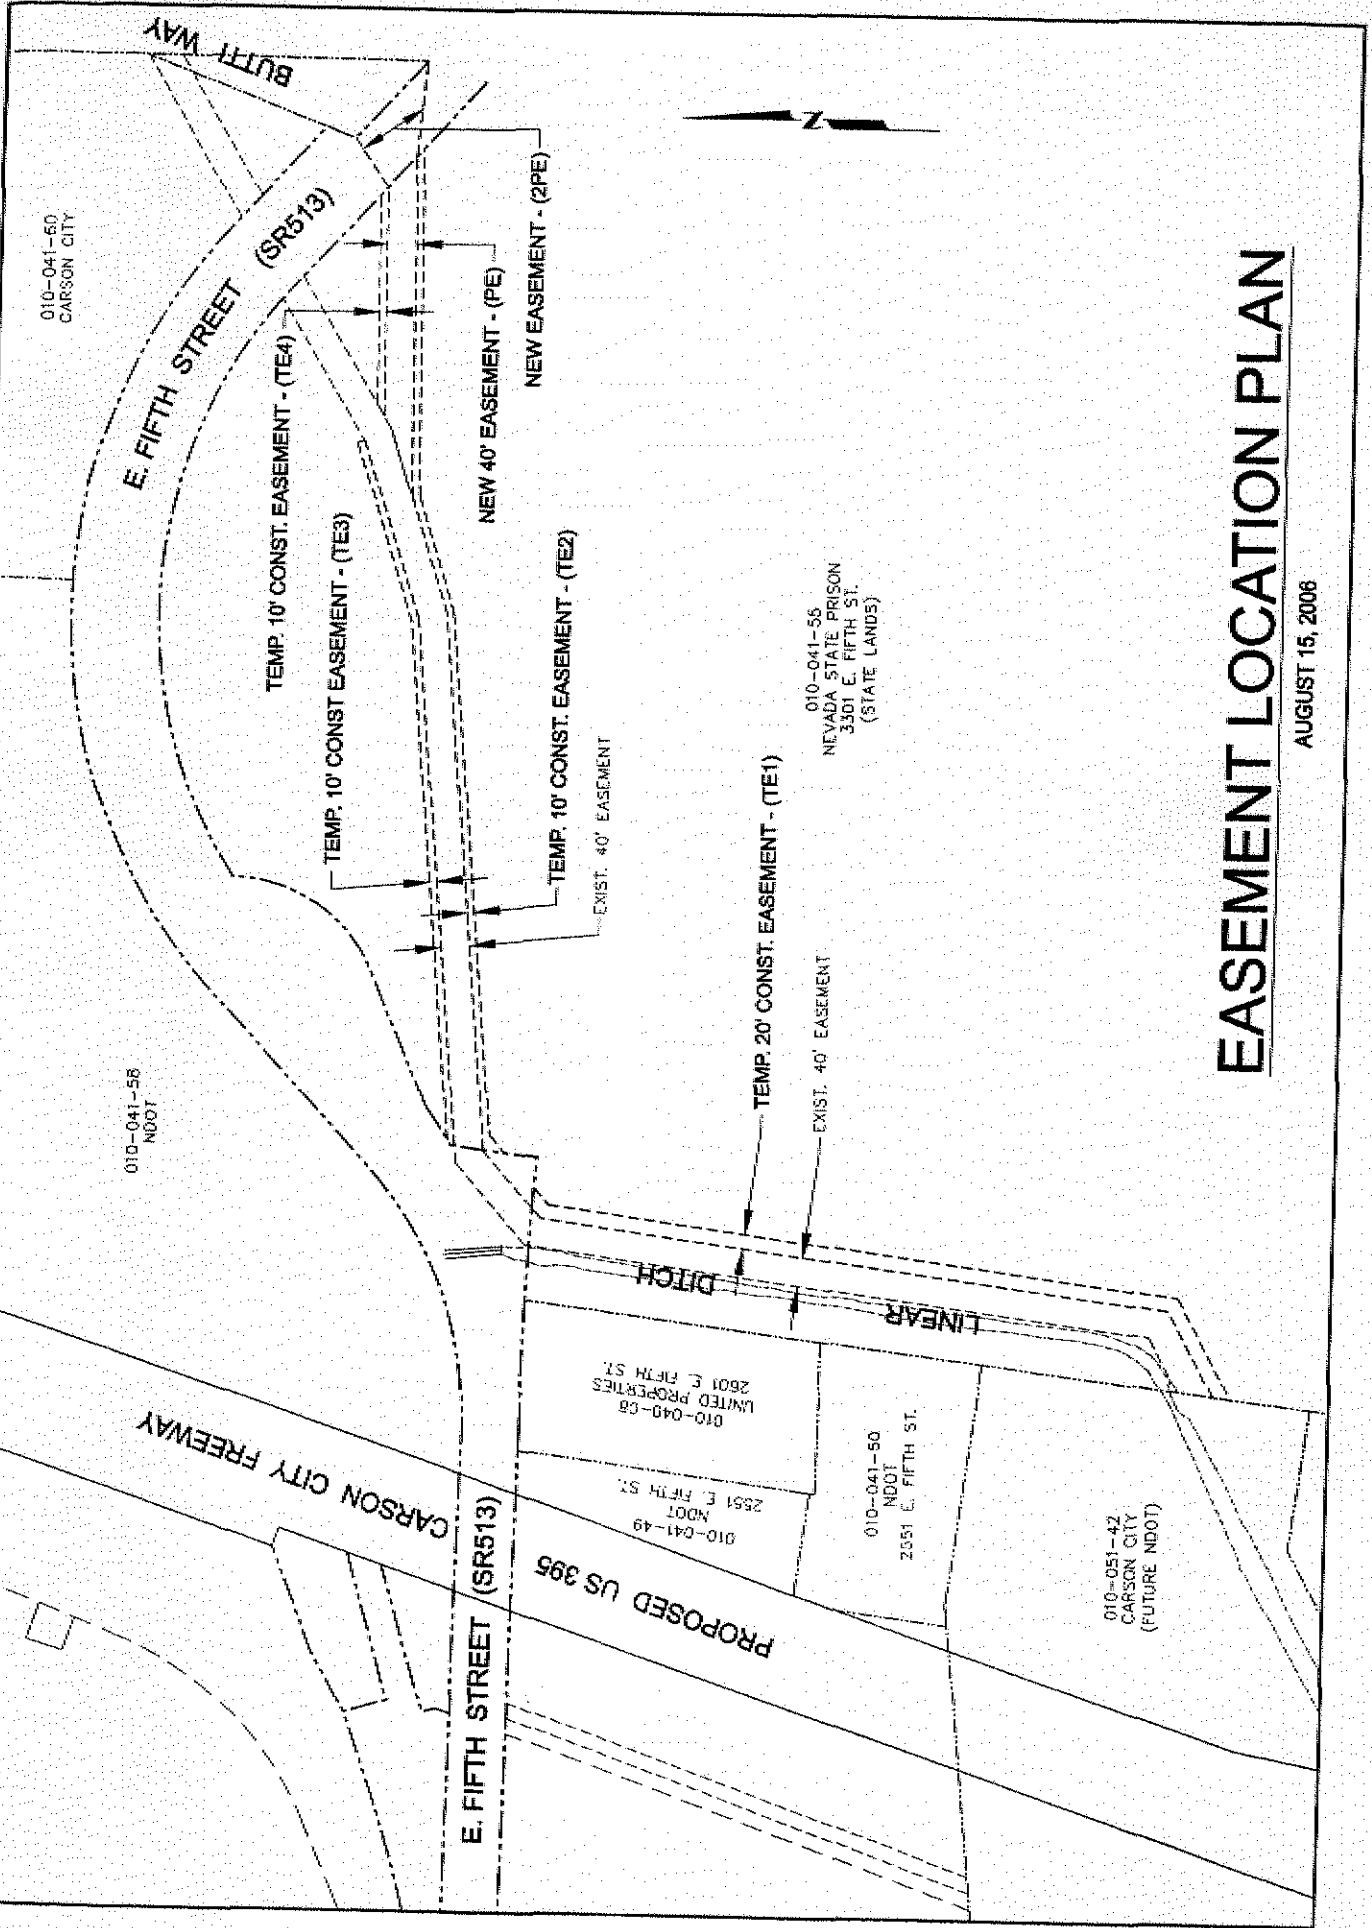 BUTTI WAY
010-041-60
CARSON CITY
E. FIFTH STREET (SR513)
N
TEMP. 10' CONST. EASEMENT - (TE4)
NEW EASEMENT - (2PE)
NEW 40' EASEMENT - (PE)
TEMP. 10' CONST EASEMENT - (TE3)
TEMP. 10' CONST. EASEMENT - (TE2)
EXIST. 40' EASEMENT
010-041-58
NDOT
010-041-55
NEVADA STATE PRISON
3301 E. FIFTH ST.
(STATE LANDS)
TEMP. 20' CONST. EASEMENT - (TE1)
EXIST. 40' EASEMENT
LINEAR DITCH
CARSON CITY FREEWAY
PROPOSED US 395
E. FIFTH STREET (SR513)
010-040-08
UNITED PROPERTIES
2601 E. FIFTH ST.
010-041-49
NDOT
2551 E. FIFTH ST.
010-041-50
NDOT
2551 E. FIFTH ST.
010-051-42
CARSON CITY
(FUTURE NDOT)
EASEMENT LOCATION PLAN
AUGUST 15, 2006